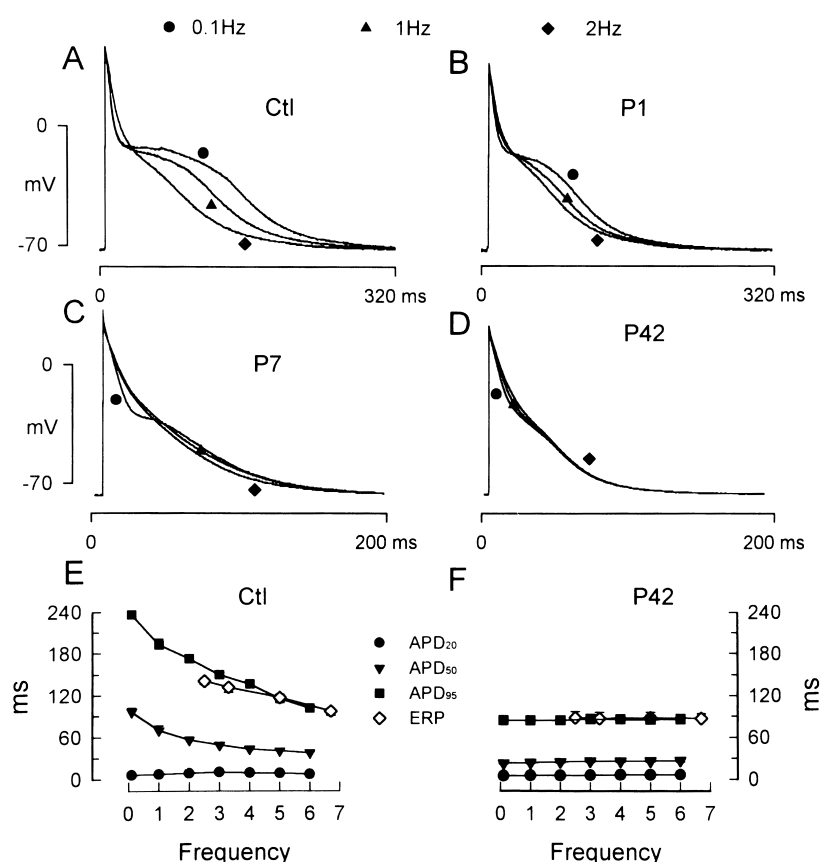 0.1Hz 1Hz 2Hz
A Ctl
B P1
0
mV
-70
0 320 ms
0 320 ms
C P7
D P42
0
mV
-70
0 200 ms
0 200 ms
E Ctl
240
180
120
60
0
ms
0 1 2 3 4 5 6 7
Frequency
APD20
APD50
APD95
ERP
F P42
240
180
120
60
0
ms
0 1 2 3 4 5 6 7
Frequency